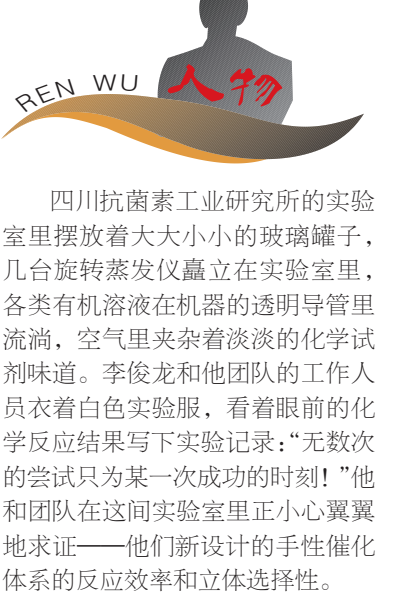 REN WU 人物
四川抗菌素工业研究所的实验
室里摆放着大大小小的玻璃罐子，
几台旋转蒸发仪矗立在实验室里，
各类有机溶液在机器的透明导管里
流淌，空气里夹杂着淡淡的化学试
剂味道。李俊龙和他团队的工作人
员衣着白色实验服，看着眼前的化
学反应结果写下实验记录：“无数次
的尝试只为某一次成功的时刻！”他
和团队在这间实验室里正小心翼翼
地求证——他们新设计的手性催化
体系的反应效率和立体选择性。